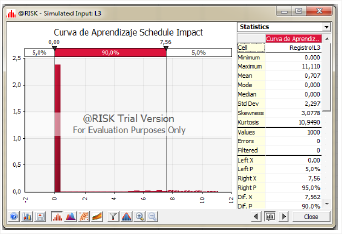 @RISK - Simulated Input: L3
Curva de Aprendizaje Schedule Impact
0,00 7,56
5,0% 90,0% 5,0%
2,5
2,0
1,5
1,0
0,5
0,0
-2 0 2 4 6 8 10 12
@RISK Trial Version
For Evaluation Purposes Only
Statistics
Curva de Aprendiz...
Cell Registro!L3
Minimum 0,000
Maximum 11,110
Mean 0,707
Mode 0,000
Median 0,000
Std Dev 2,297
Skewness 3,0778
Kurtosis 10,9490
Values 1000
Errors 0
Filtered 0
Left X 0,00
Left P 5,0%
Right X 7,56
Right P 95,0%
Dif. X 7,562
Dif. P 90,0%
Close